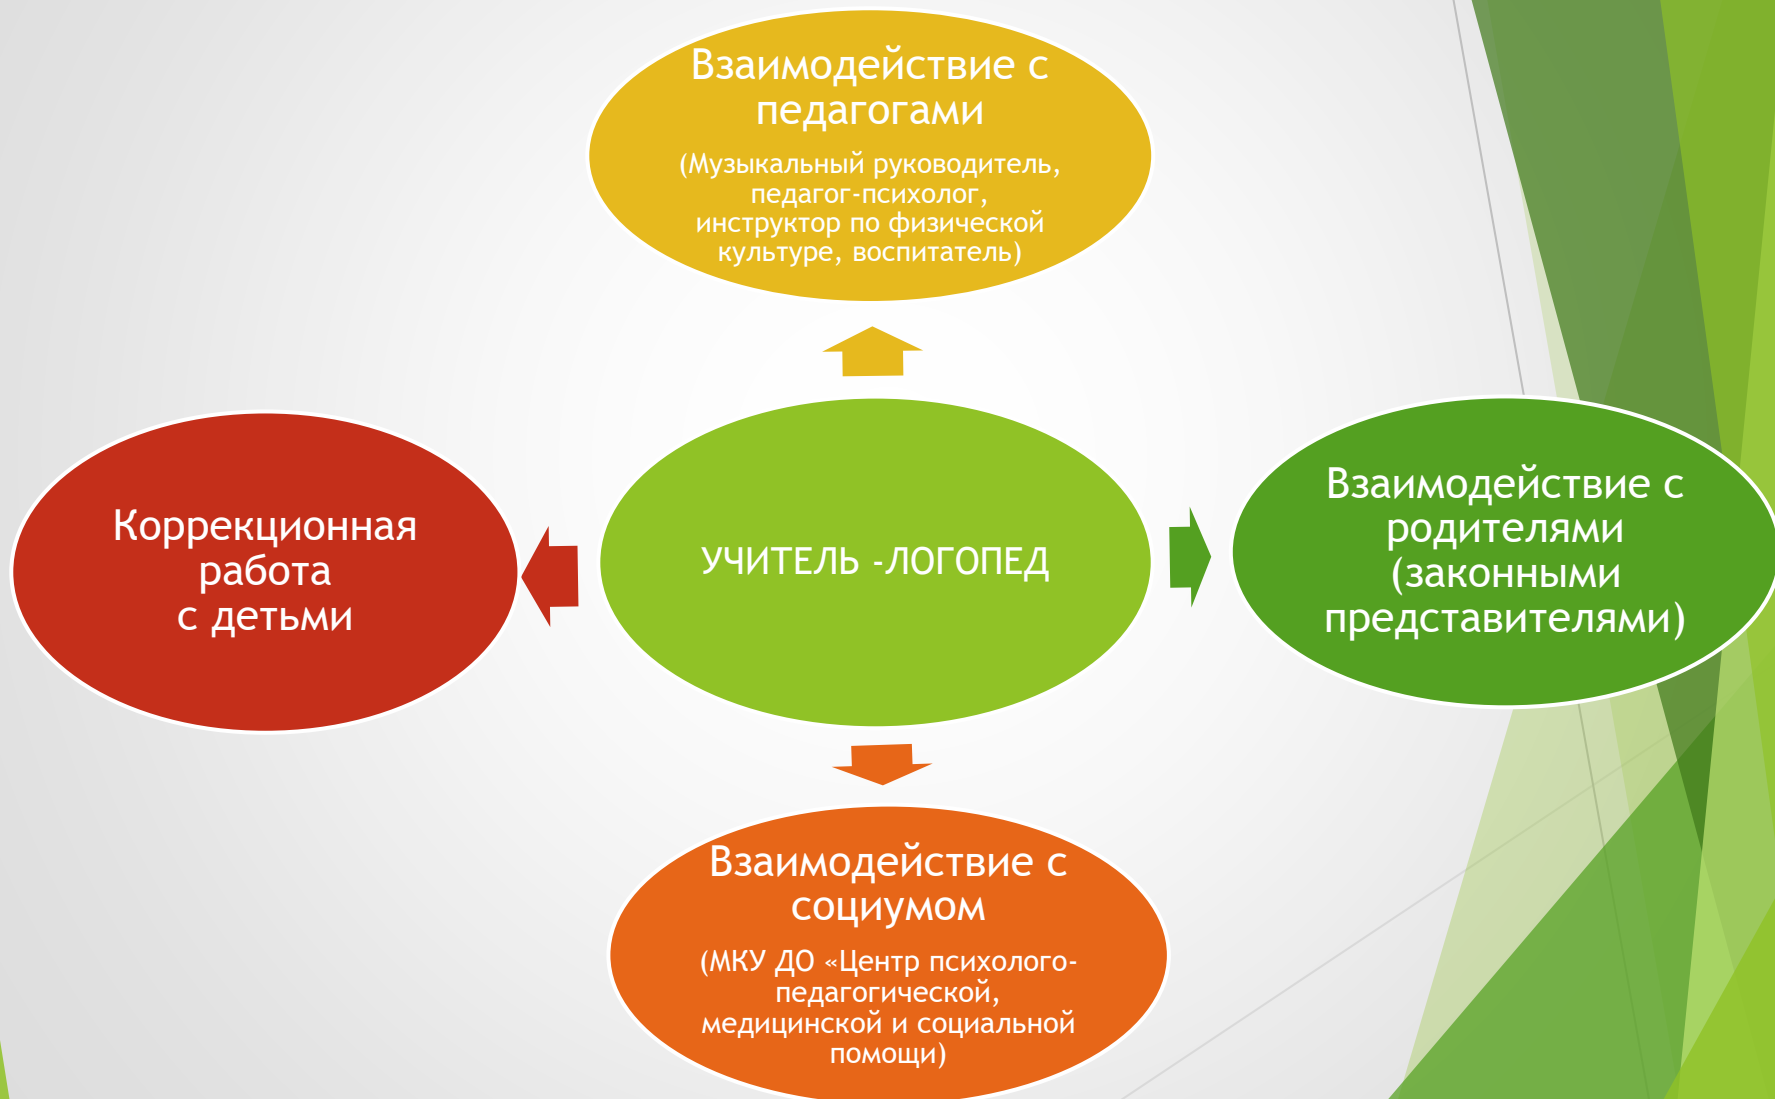 Взаимодействие с
педагогами
(Музыкальный руководитель,
педагог-психолог,
инструктор по физической
культуре, воспитатель)
Коррекционная
работа
с детьми
УЧИТЕЛЬ -ЛОГОПЕД
Взаимодействие с
родителями
(законными
представителями)
Взаимодействие с
социумом
(МКУ ДО «Центр психолого-
педагогической,
медицинской и социальной
помощи)